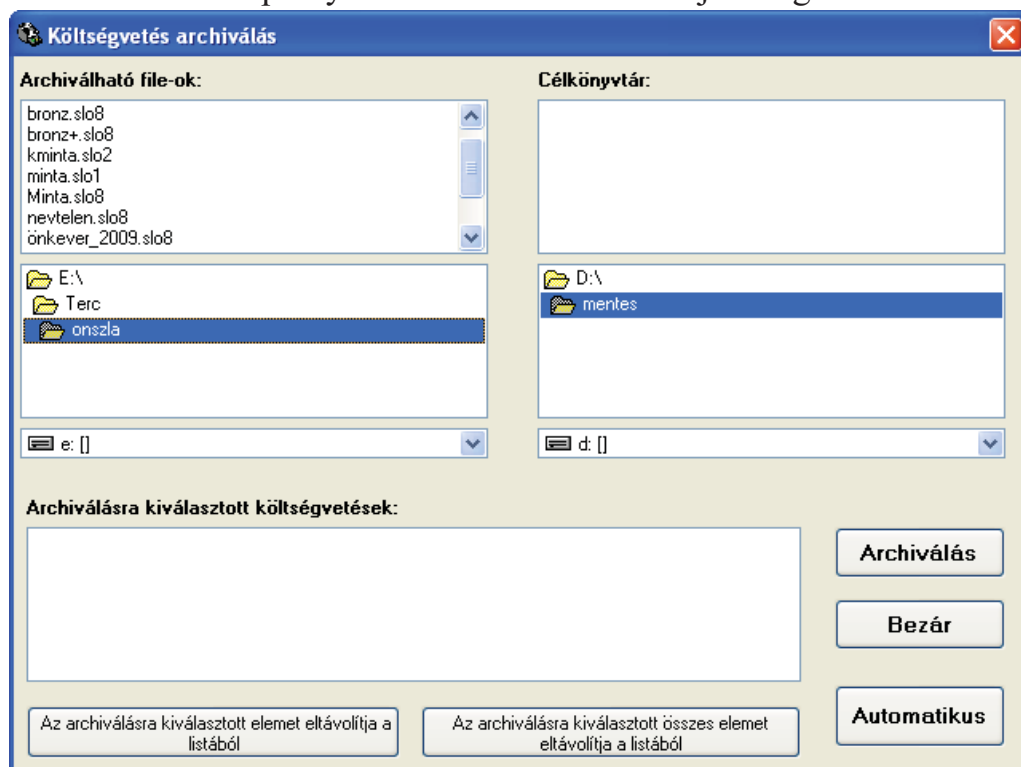 Költségvetés archiválás
Archiválható file-ok:
Célkönyvtár:
bronz.slo8
bronz+.slo8
kminta.slo2
minta.slo1
Minta.slo8
nevtelen.slo8
önkever_2009.slo8
E:\
Terc
onszla
D:\
mentes
e: []
d: []
Archiválásra kiválasztott költségvetések:
Archiválás
Bezár
Automatikus
Az archiválásra kiválasztott elemet eltávolítja a
listából
Az archiválásra kiválasztott összes elemet
eltávolítja a listából